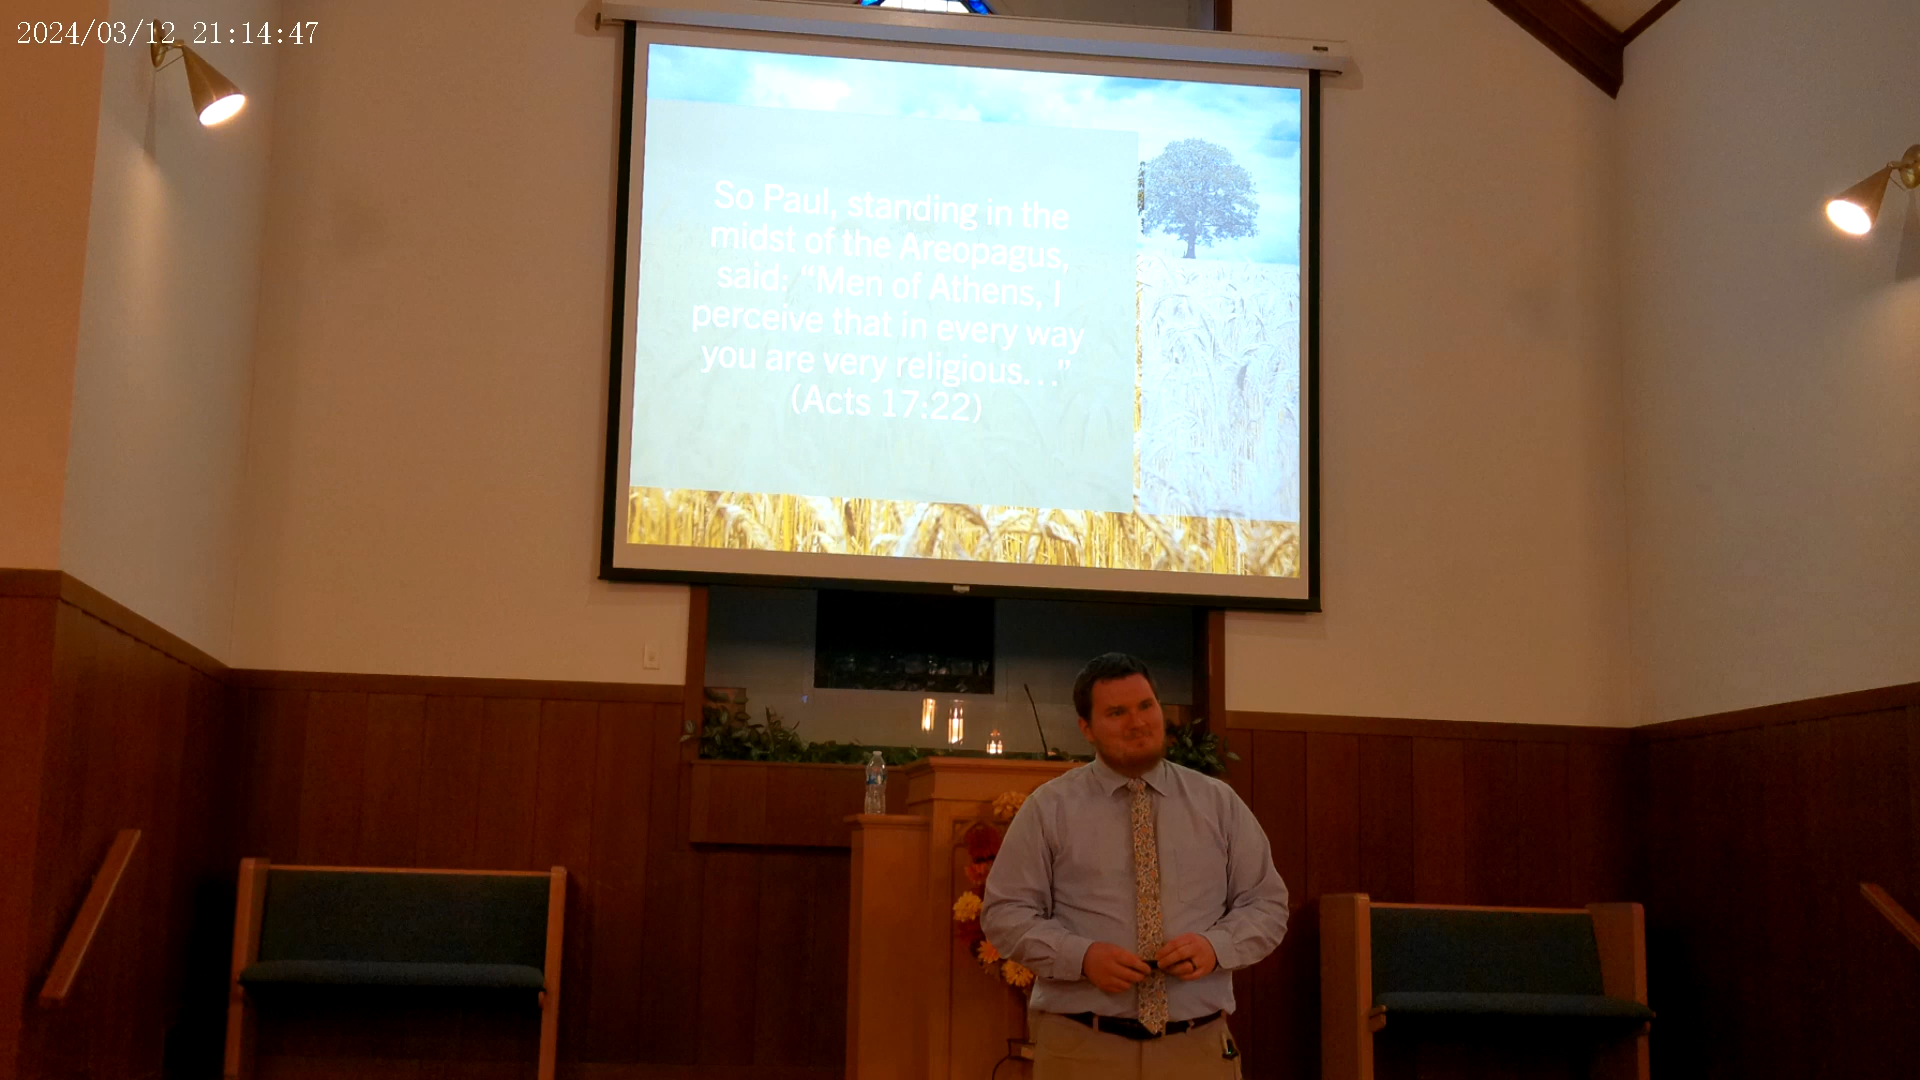 2024/03/12 21:14:47
So Paul, standing in the
midst of the Areopagus,
said: “Men of Athens, I
perceive that in every way
you are very religious. . .”
(Acts 17:22)